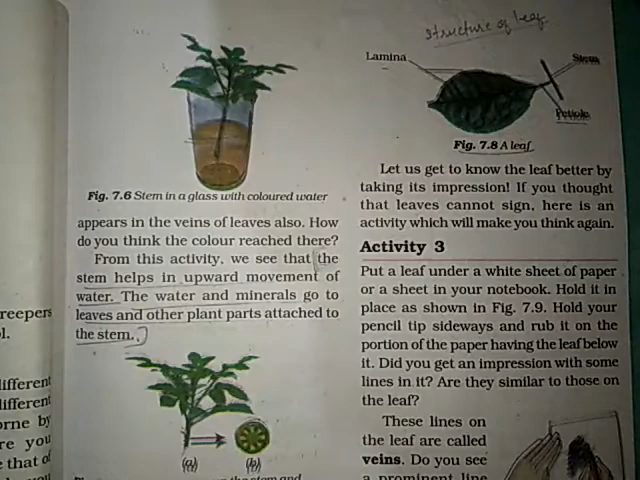 reepers
l.
ifferent
ifferent
orne by
re you
e that of
Fig. 7.6 Stem in a glass with coloured water
appears in the veins of leaves also. How
do you think the colour reached there?
From this activity, we see that the
stem helps in upward movement of
water. The water and minerals go to
leaves and other plant parts attached to
the stem.
(a) (b)
the stem and
structure of leaf
Lamina
Stem
Petiole
Fig. 7.8 A leaf
Let us get to know the leaf better by
taking its impression! If you thought
that leaves cannot sign, here is an
activity which will make you think again.
Activity 3
Put a leaf under a white sheet of paper
or a sheet in your notebook. Hold it in
place as shown in Fig. 7.9. Hold your
pencil tip sideways and rub it on the
portion of the paper having the leaf below
it. Did you get an impression with some
lines in it? Are they similar to those on
the leaf?
These lines on
the leaf are called
veins. Do you see
a prominent line